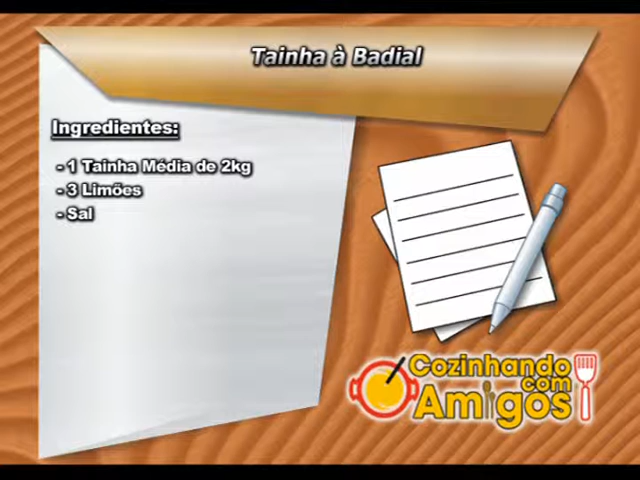 Tainha à Badial
Ingredientes:
- 1 Tainha Média de 2kg
- 3 Limões
- Sal
Cozinhando
com
Amigos